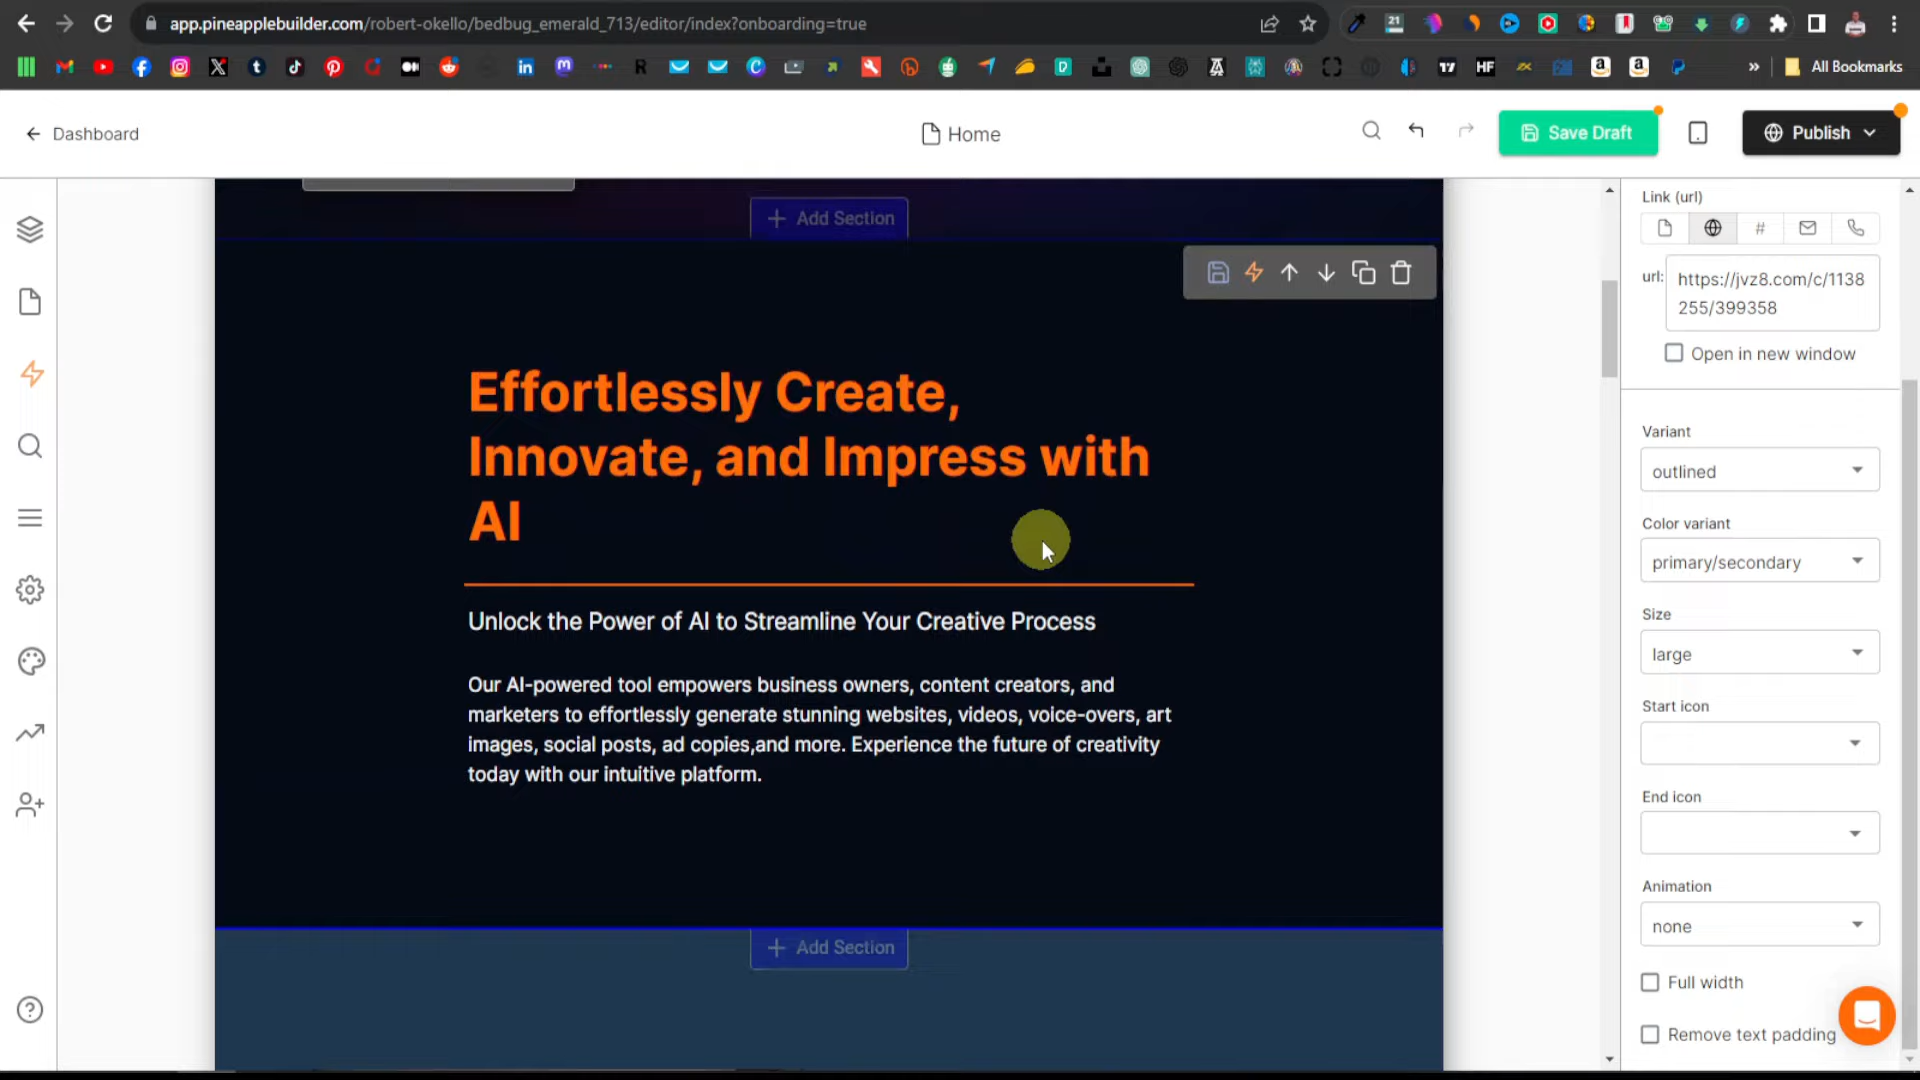 app.pineapplebuilder.com/robert-okello/bedbug_emerald_713/editor/index?onboarding=true
All Bookmarks
Dashboard
Home
Save Draft
Publish
Add Section
Effortlessly Create,
Innovate, and Impress with
AI
Unlock the Power of AI to Streamline Your Creative Process
Our AI-powered tool empowers business owners, content creators, and
marketers to effortlessly generate stunning websites, videos, voice-overs, art
images, social posts, ad copies,and more. Experience the future of creativity
today with our intuitive platform.
Add Section
Link (url)
#
url:
https://jvz8.com/c/1138
255/399358
Open in new window
Variant
outlined
Color variant
primary/secondary
Size
large
Start icon
End icon
Animation
none
Full width
Remove text padding